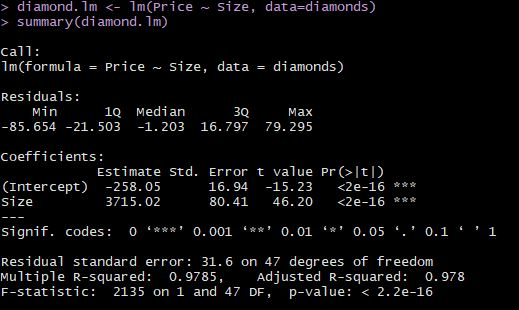 > diamond.lm <- lm(Price ~ Size, data=diamonds)
> summary(diamond.lm)
Call:
lm(formula = Price ~ Size, data = diamonds)
Residuals:
    Min      1Q  Median      3Q     Max
-85.654 -21.503  -1.203  16.797  79.295
Coefficients:
            Estimate Std. Error t value Pr(>|t|)
(Intercept)  -258.05      16.94  -15.23   <2e-16 ***
Size         3715.02      80.41   46.20   <2e-16 ***
---
Signif. codes:  0 ‘***’ 0.001 ‘**’ 0.01 ‘*’ 0.05 ‘.’ 0.1 ‘ ’ 1
Residual standard error: 31.6 on 47 degrees of freedom
Multiple R-squared:  0.9785,    Adjusted R-squared:  0.978
F-statistic:  2135 on 1 and 47 DF,  p-value: < 2.2e-16